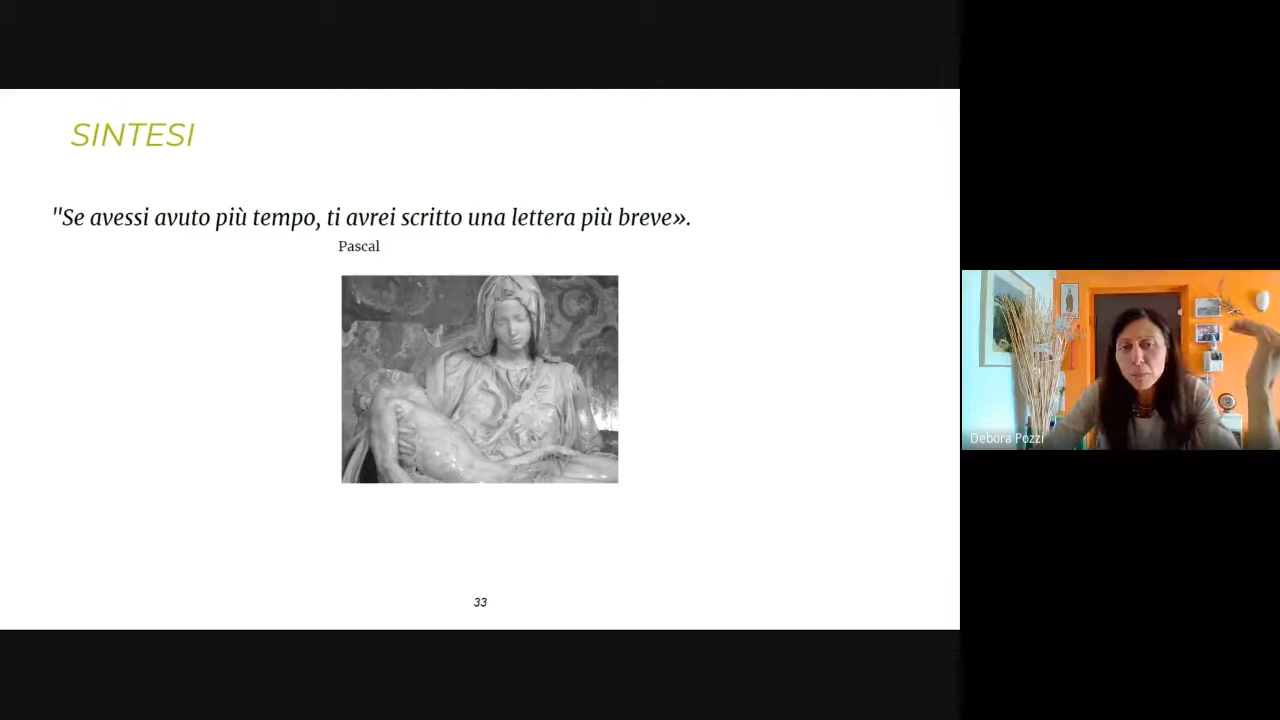 SINTESI
"Se avessi avuto più tempo, ti avrei scritto una lettera più breve».
Pascal
33
Debora Pozzi